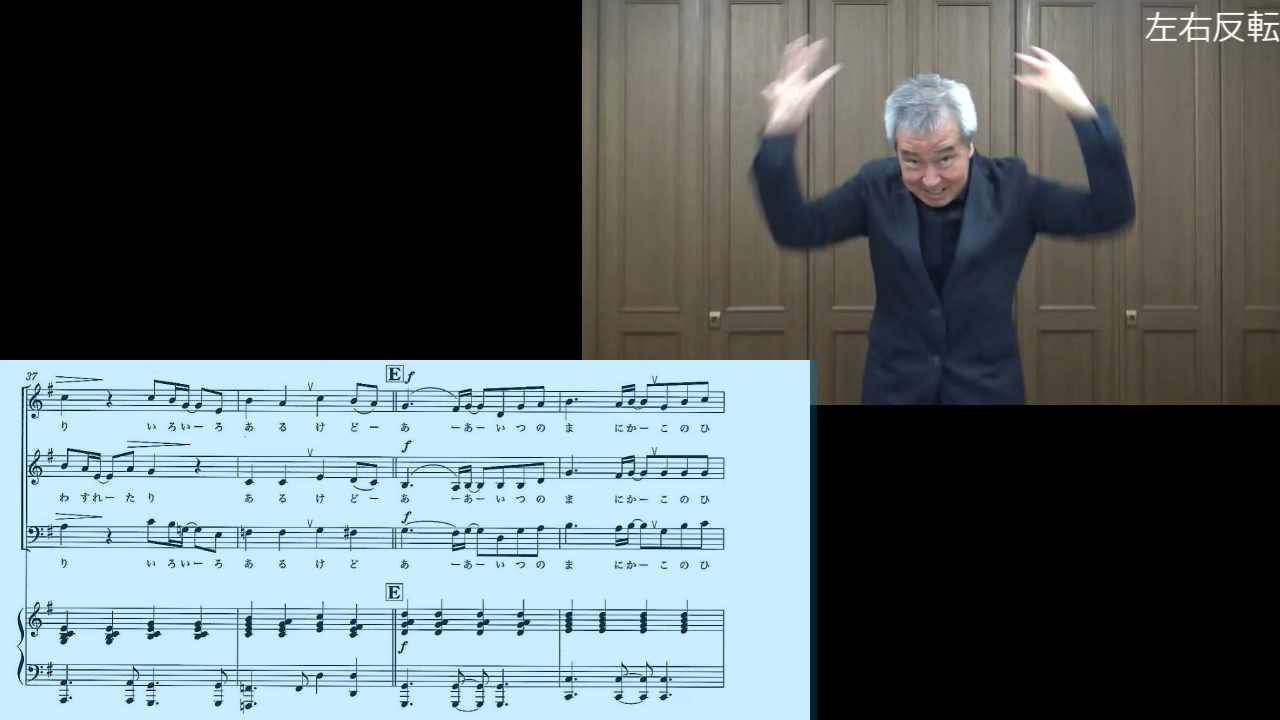 左右反転
37
E f
り いろいーろ あ る け どー あ ーあーい つ の ま にかーこ の ひ
f
わ すれーた り あ る け どー あ ーあーい つ の ま にかーこ の ひ
f
り いろいーろ あ る け ど あ ーあーい つ の ま にかーこ の ひ
E
f